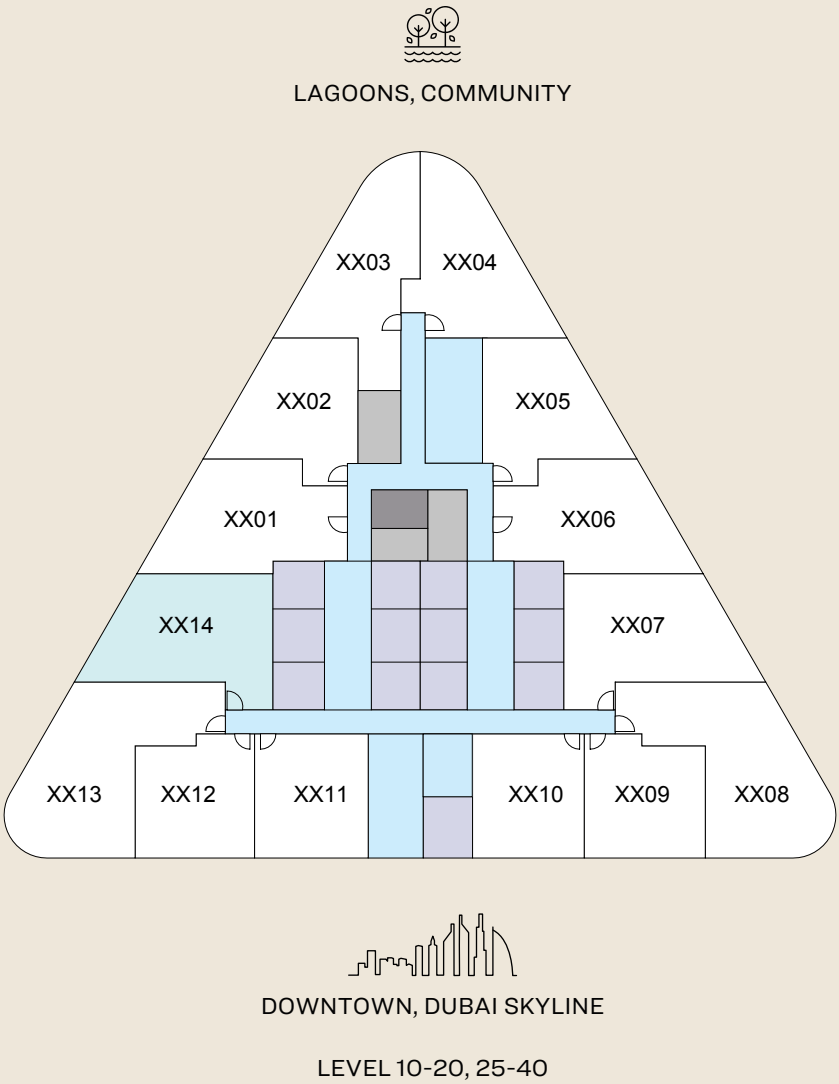 LAGOONS, COMMUNITY
XX03 XX04
XX02 XX05
XX01 XX06
XX14 XX07
XX13 XX12 XX11 XX10 XX09 XX08
DOWNTOWN, DUBAI SKYLINE
LEVEL 10-20, 25-40